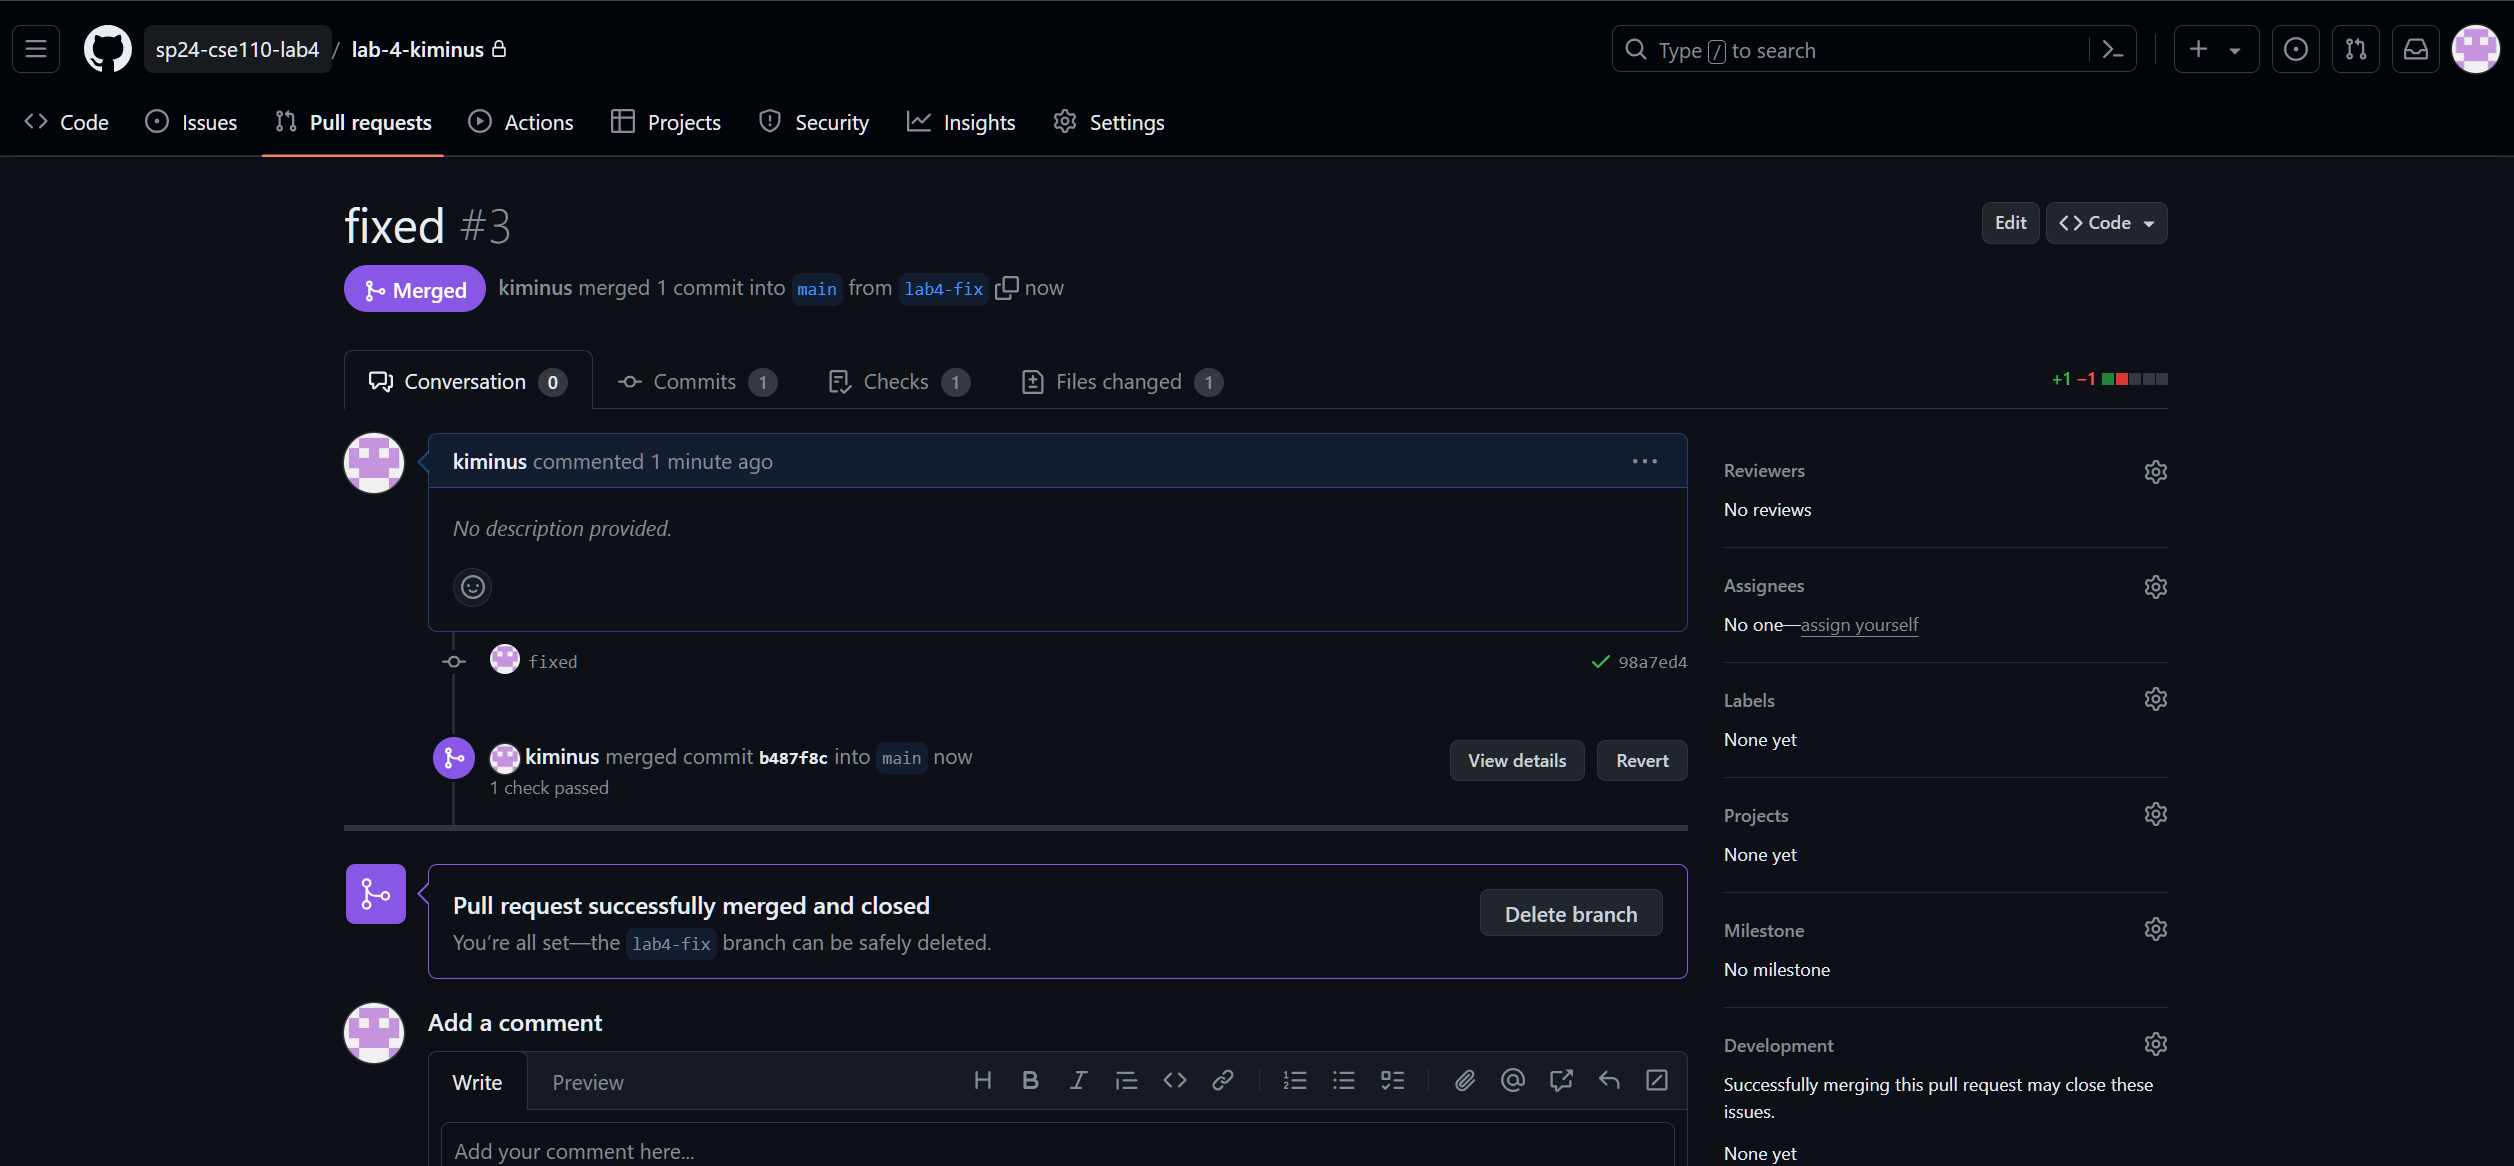 sp24-cse110-lab4 / lab-4-kiminus
Type / to search
Code Issues Pull requests Actions Projects Security Insights Settings
fixed #3
Edit Code
Merged kiminus merged 1 commit into main from lab4-fix now
Conversation 0 Commits 1 Checks 1 Files changed 1
+1 −1
kiminus commented 1 minute ago
No description provided.
fixed 98a7ed4
kiminus merged commit b487f8c into main now
1 check passed
View details Revert
Pull request successfully merged and closed
You’re all set—the lab4-fix branch can be safely deleted.
Delete branch
Add a comment
Write Preview
Add your comment here...
Reviewers
No reviews
Assignees
No one—assign yourself
Labels
None yet
Projects
None yet
Milestone
No milestone
Development
Successfully merging this pull request may close these
issues.
None yet